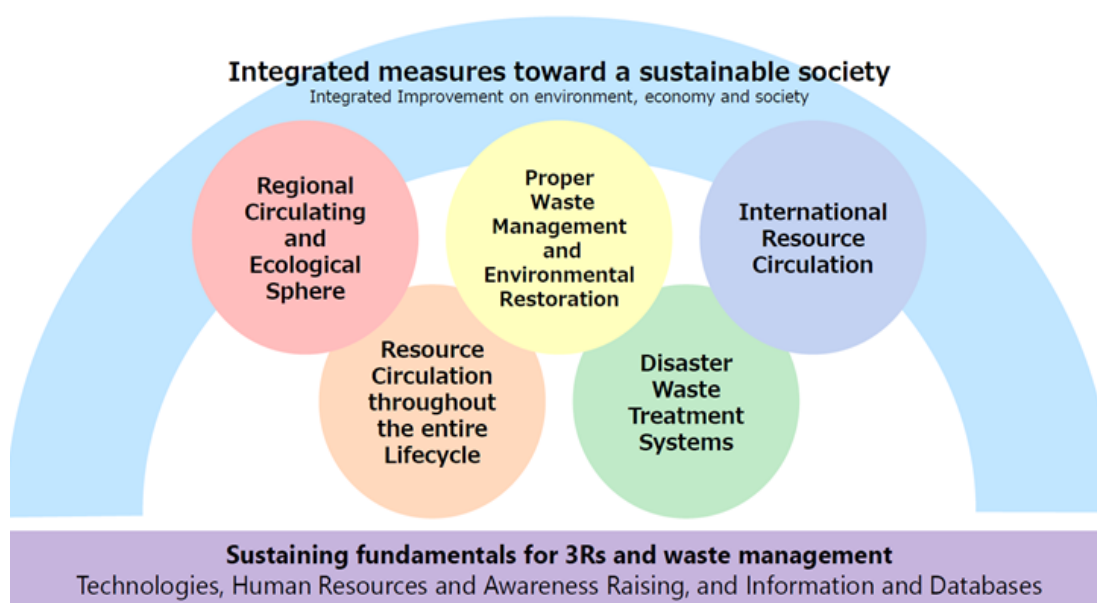 Integrated measures toward a sustainable society
Integrated Improvement on environment, economy and society
Regional
Circulating
and
Ecological
Sphere
Proper
Waste
Management
and
Environmental
Restoration
International
Resource
Circulation
Resource
Circulation
throughout
the entire
Lifecycle
Disaster
Waste
Treatment
Systems
Sustaining fundamentals for 3Rs and waste management
Technologies, Human Resources and Awareness Raising, and Information and Databases